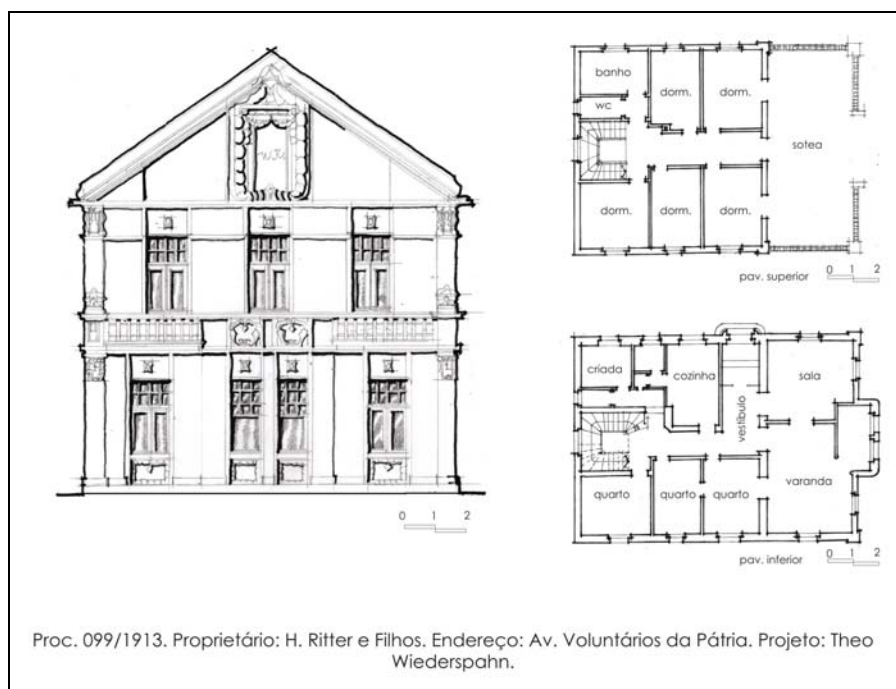 banho
dorm.
dorm.
wc
sotea
dorm.
dorm.
dorm.
pav. superior
0 1 2
criada
cozinha
vestíbulo
sala
quarto
quarto
quarto
varanda
pav. inferior
0 1 2
0 1 2
Proc. 099/1913. Proprietário: H. Ritter e Filhos. Endereço: Av. Voluntários da Pátria. Projeto: Theo
Wiederspahn.